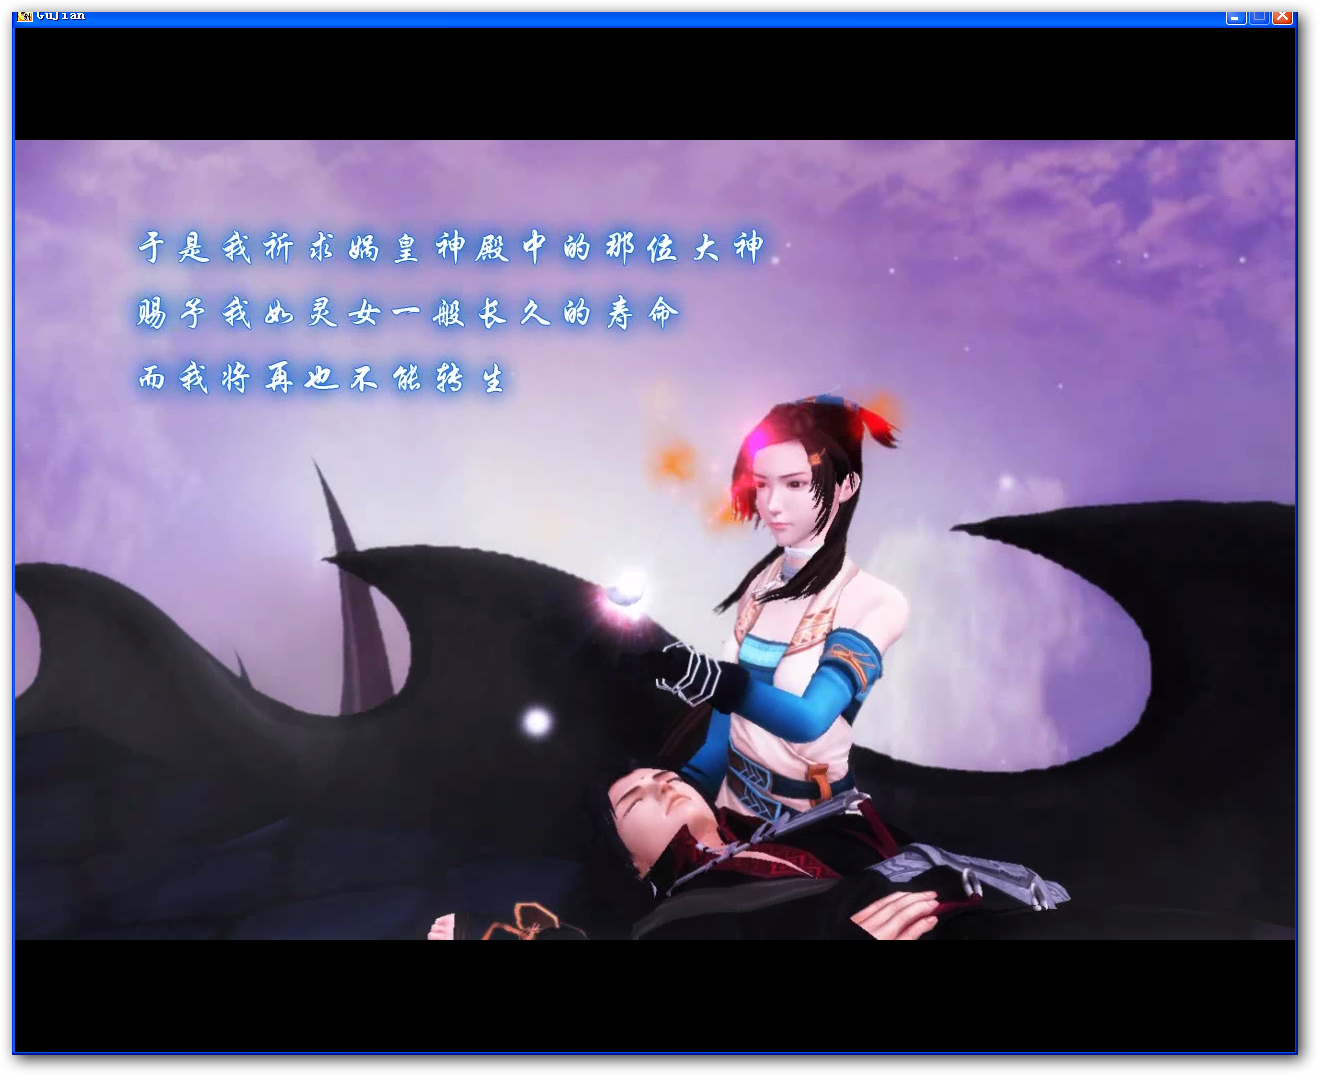 GuJian
于是我祈求娲皇神殿中的那位大神
赐予我如灵女一般长久的寿命
而我将再也不能转生